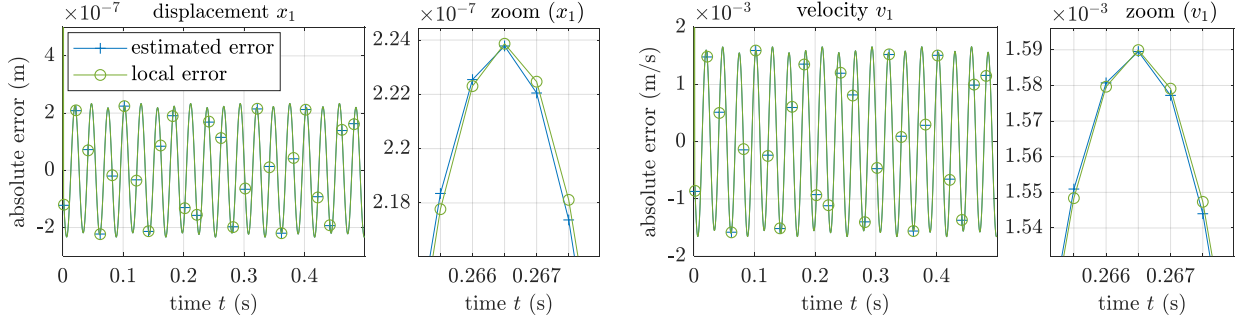 ×10⁻⁷ displacement x₁
absolute error (m)
4
2
0
-2
estimated error
local error
0 0.1 0.2 0.3 0.4
time t (s)
×10⁻⁷ zoom (x₁)
2.24
2.22
2.2
2.18
0.266 0.267
time t (s)
×10⁻³ velocity v₁
absolute error (m/s)
2
1
0
-1
-2
0 0.1 0.2 0.3 0.4
time t (s)
×10⁻³ zoom (v₁)
1.59
1.58
1.57
1.56
1.55
1.54
0.266 0.267
time t (s)